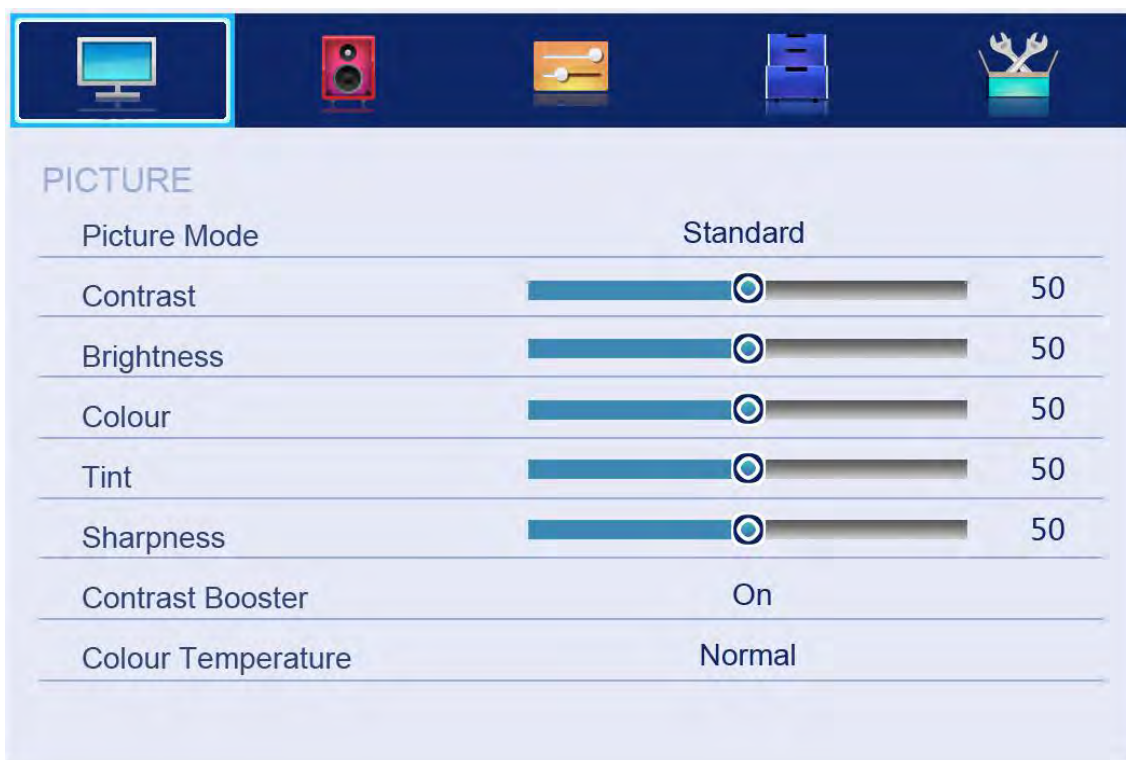 PICTURE
Picture Mode Standard
Contrast 50
Brightness 50
Colour 50
Tint 50
Sharpness 50
Contrast Booster On
Colour Temperature Normal